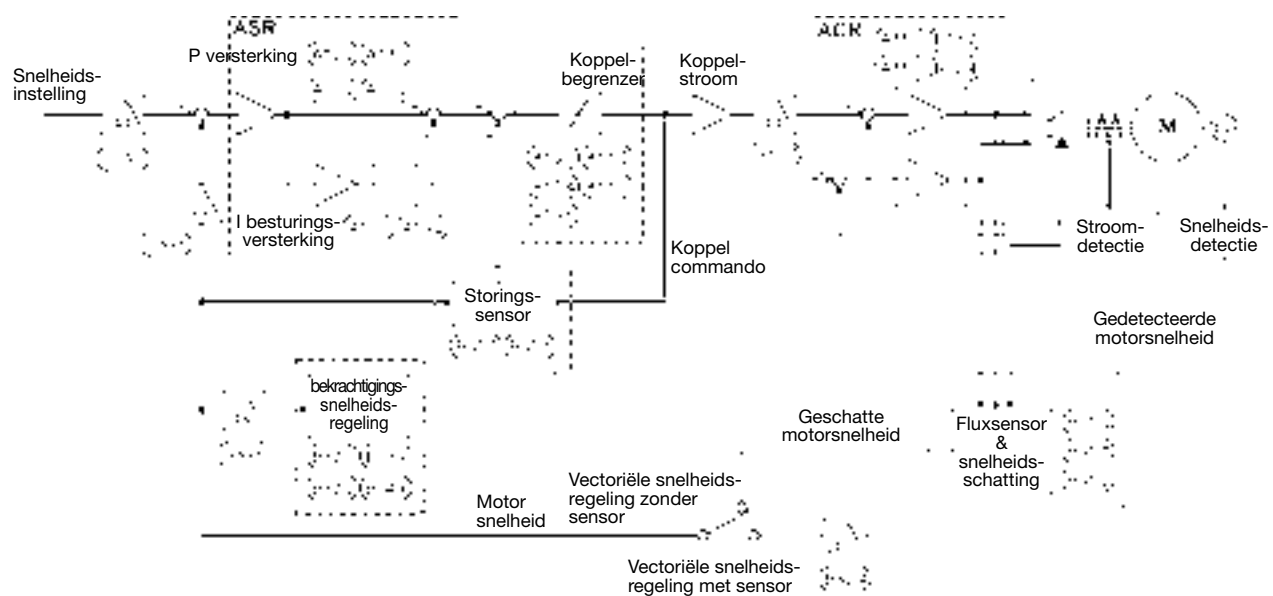 ASR
ACR
P versterking
Koppel-
begrenzer
Koppel-
stroom
Snelheids-
instelling
M
I besturings-
versterking
Koppel
commando
Stroom-
detectie
Snelheids-
detectie
Storings-
sensor
Gedetecteerde
motorsnelheid
bekrachtigings-
snelheids-
regeling
Geschatte
motorsnelheid
Fluxsensor
&
snelheids-
schatting
Motor
snelheid
Vectoriële snelheids-
regeling zonder
sensor
Vectoriële snelheids-
regeling met sensor